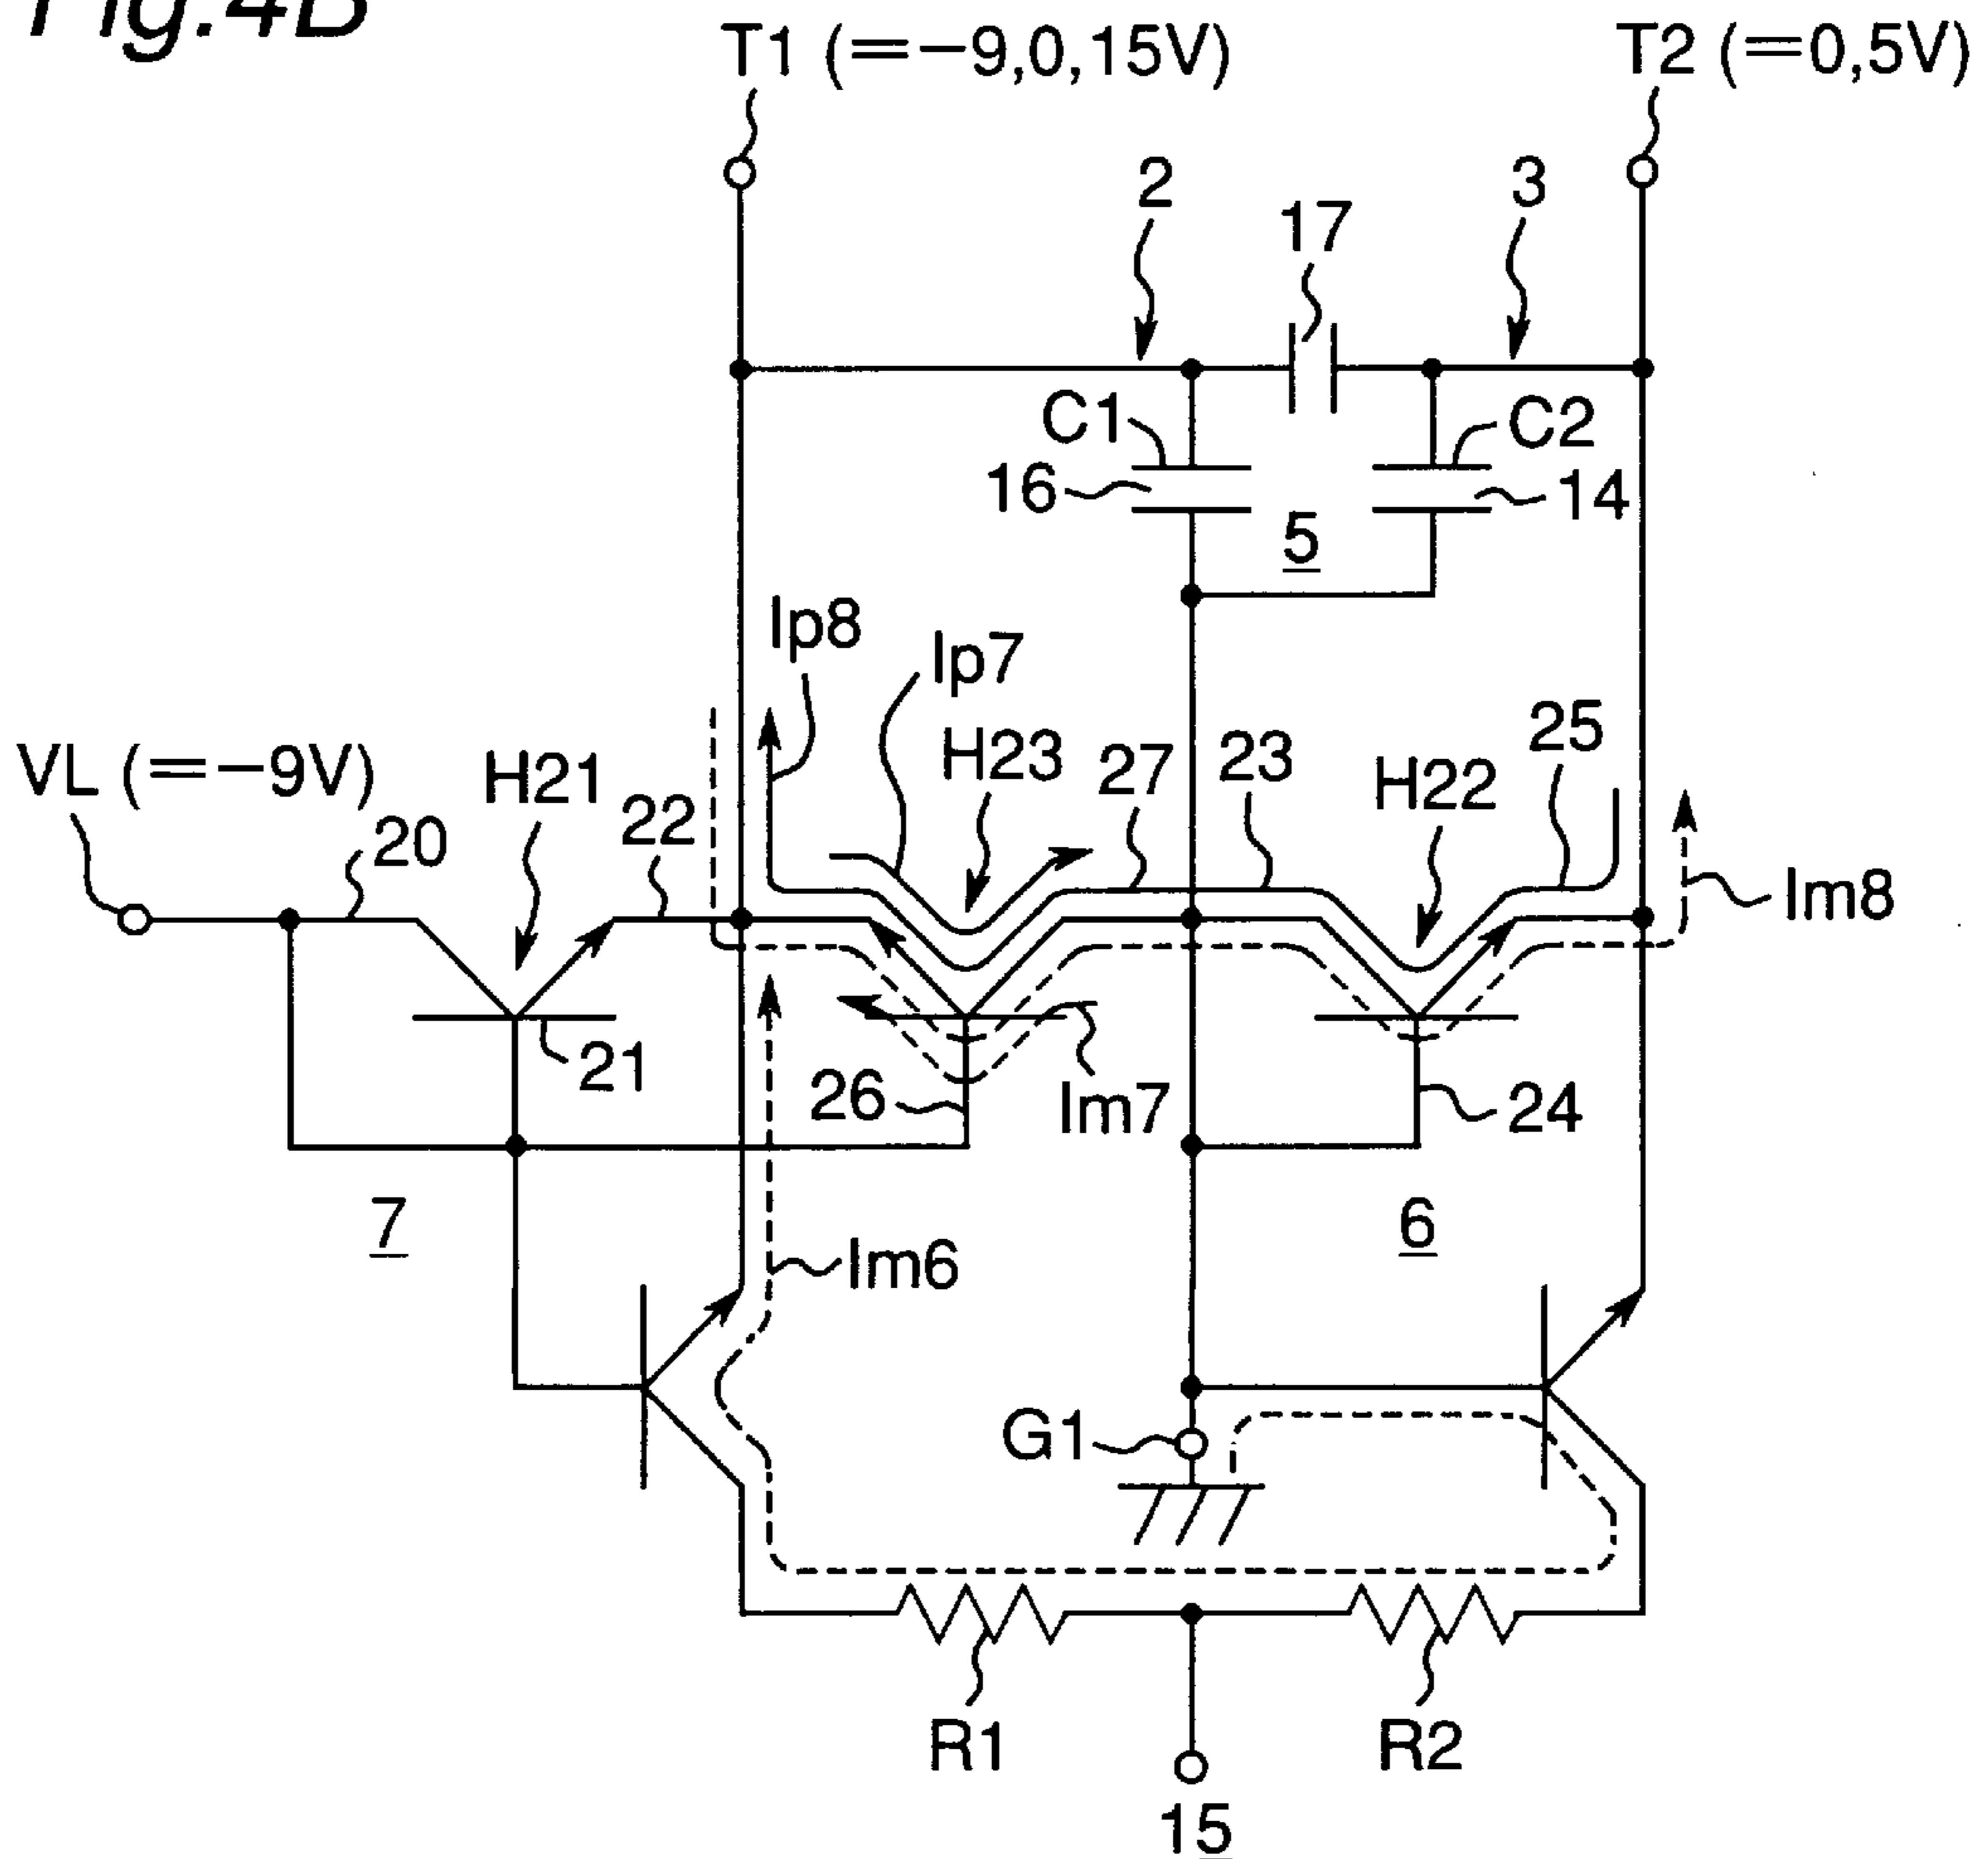 Fig.4B
T1 (=−9,0,15V)
T2 (=0,5V)
2
3
17
C1
C2
16
14
5
Ip8
Ip7
25
H23
27
23
H22
VL (=−9V)
H21
22
20
Im8
21
26
Im7
24
7
6
Im6
G1
R1
R2
15